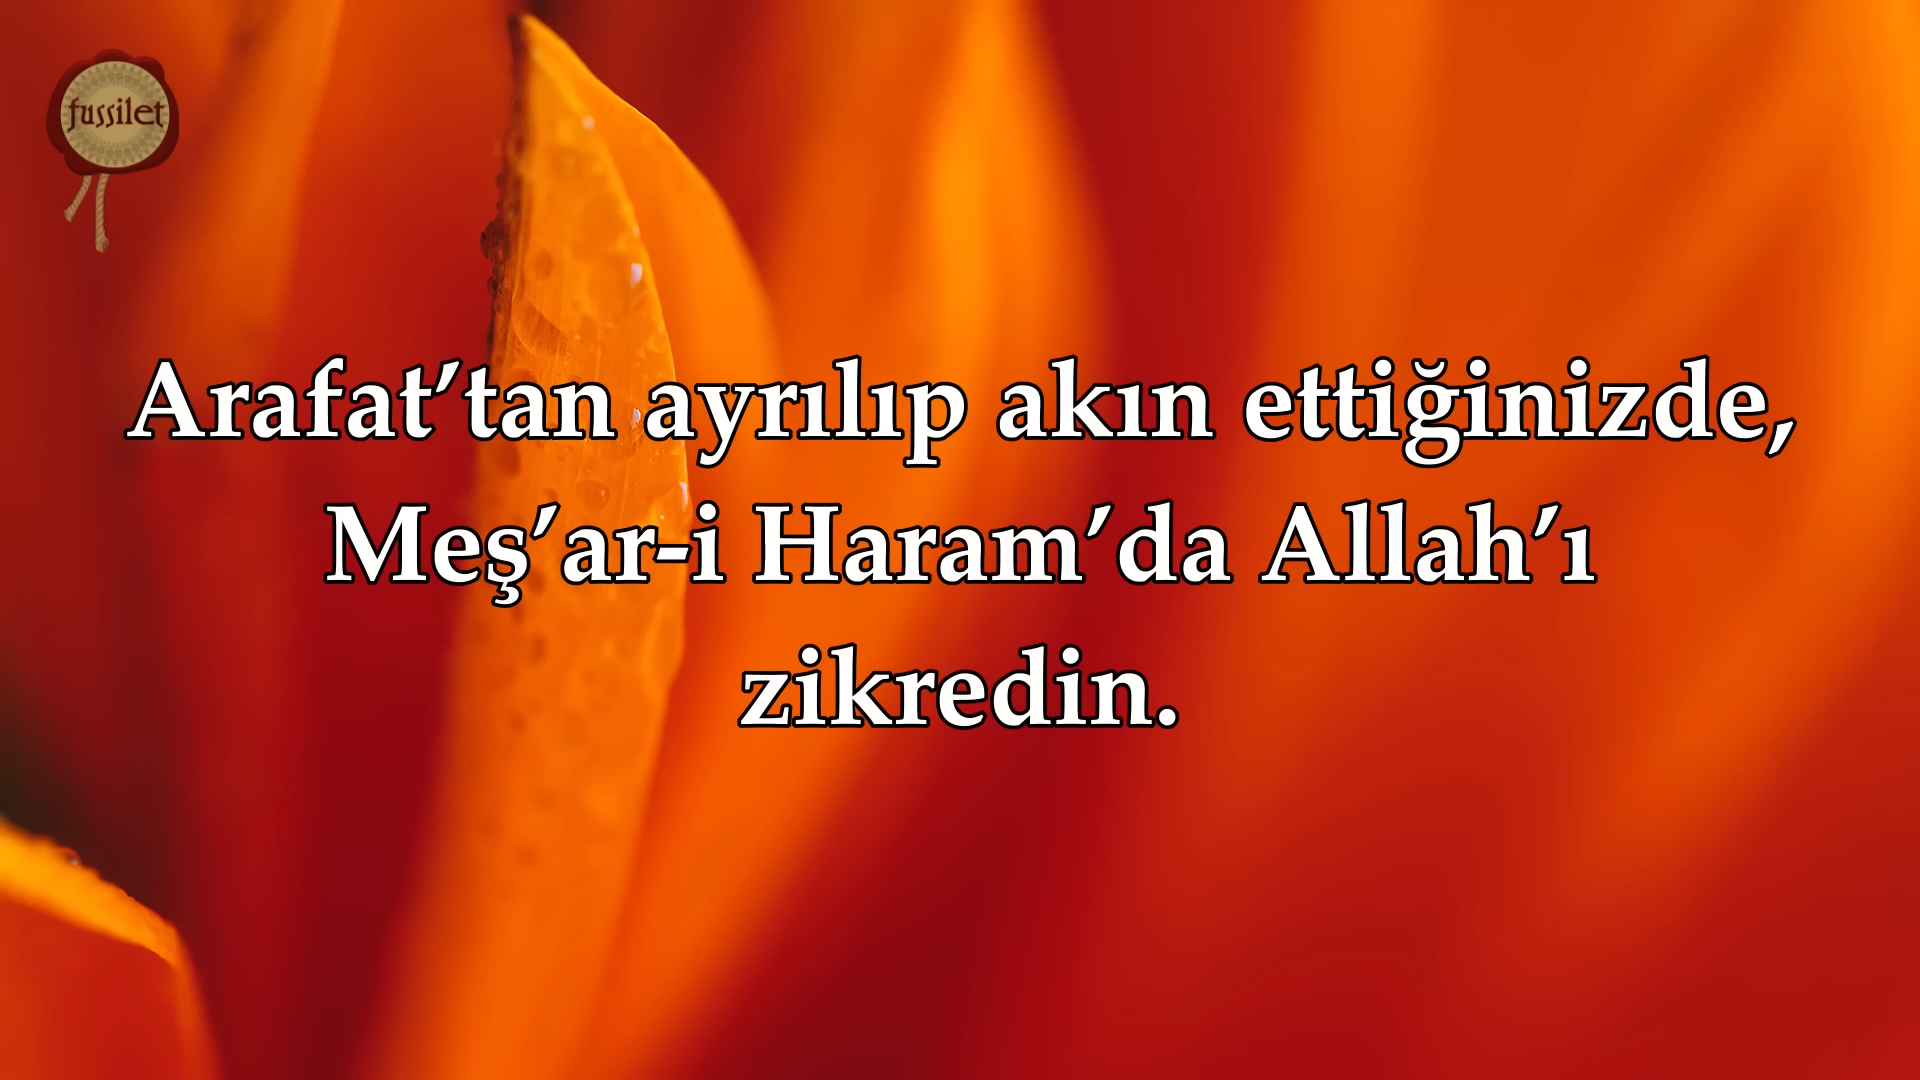 fussilet
Arafat’tan ayrılıp akın ettiğinizde,
Meş’ar-i Haram’da Allah’ı
zikredin.